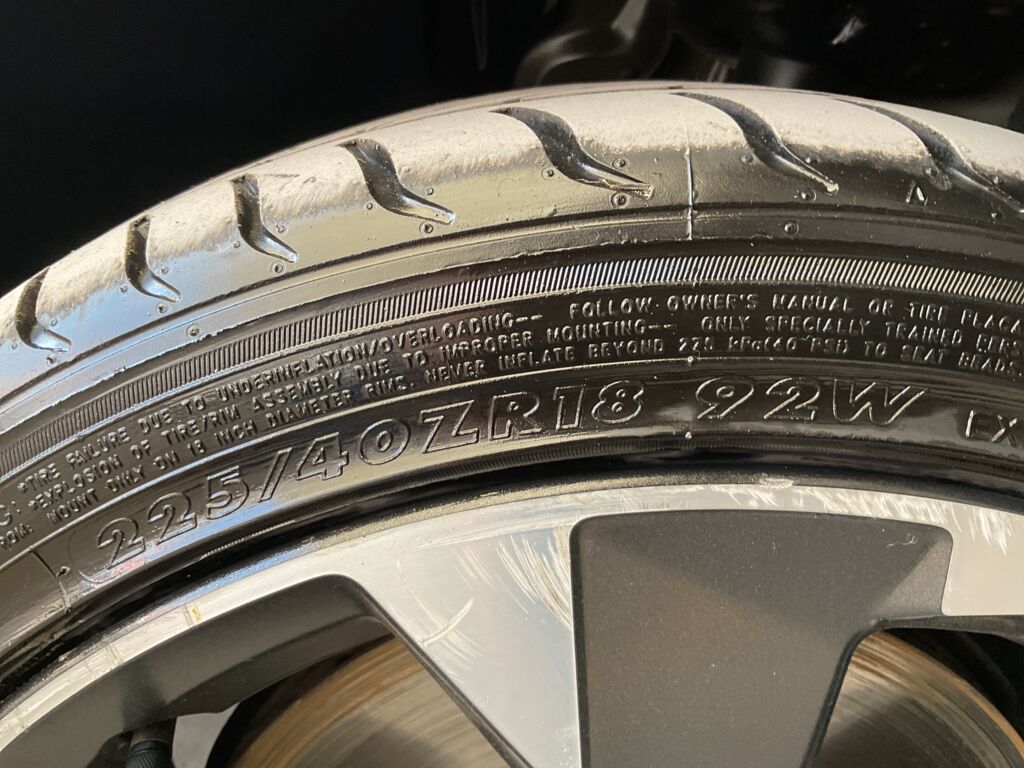 •TIRE FAILURE DUE TO UNDERINFLATION/OVERLOADING-- FOLLOW OWNER'S MANUAL OR TIRE PLACA
•EXPLOSION OF TIRE/RIM ASSEMBLY DUE TO IMPROPER MOUNTING-- ONLY SPECIALLY TRAINED PERS
MOUNT ONLY ON 18 INCH DIAMETER RIMS. NEVER INFLATE BEYOND 275 kPa(40 PSI) TO SEAT BEADS.
225/40ZR18 92W EX